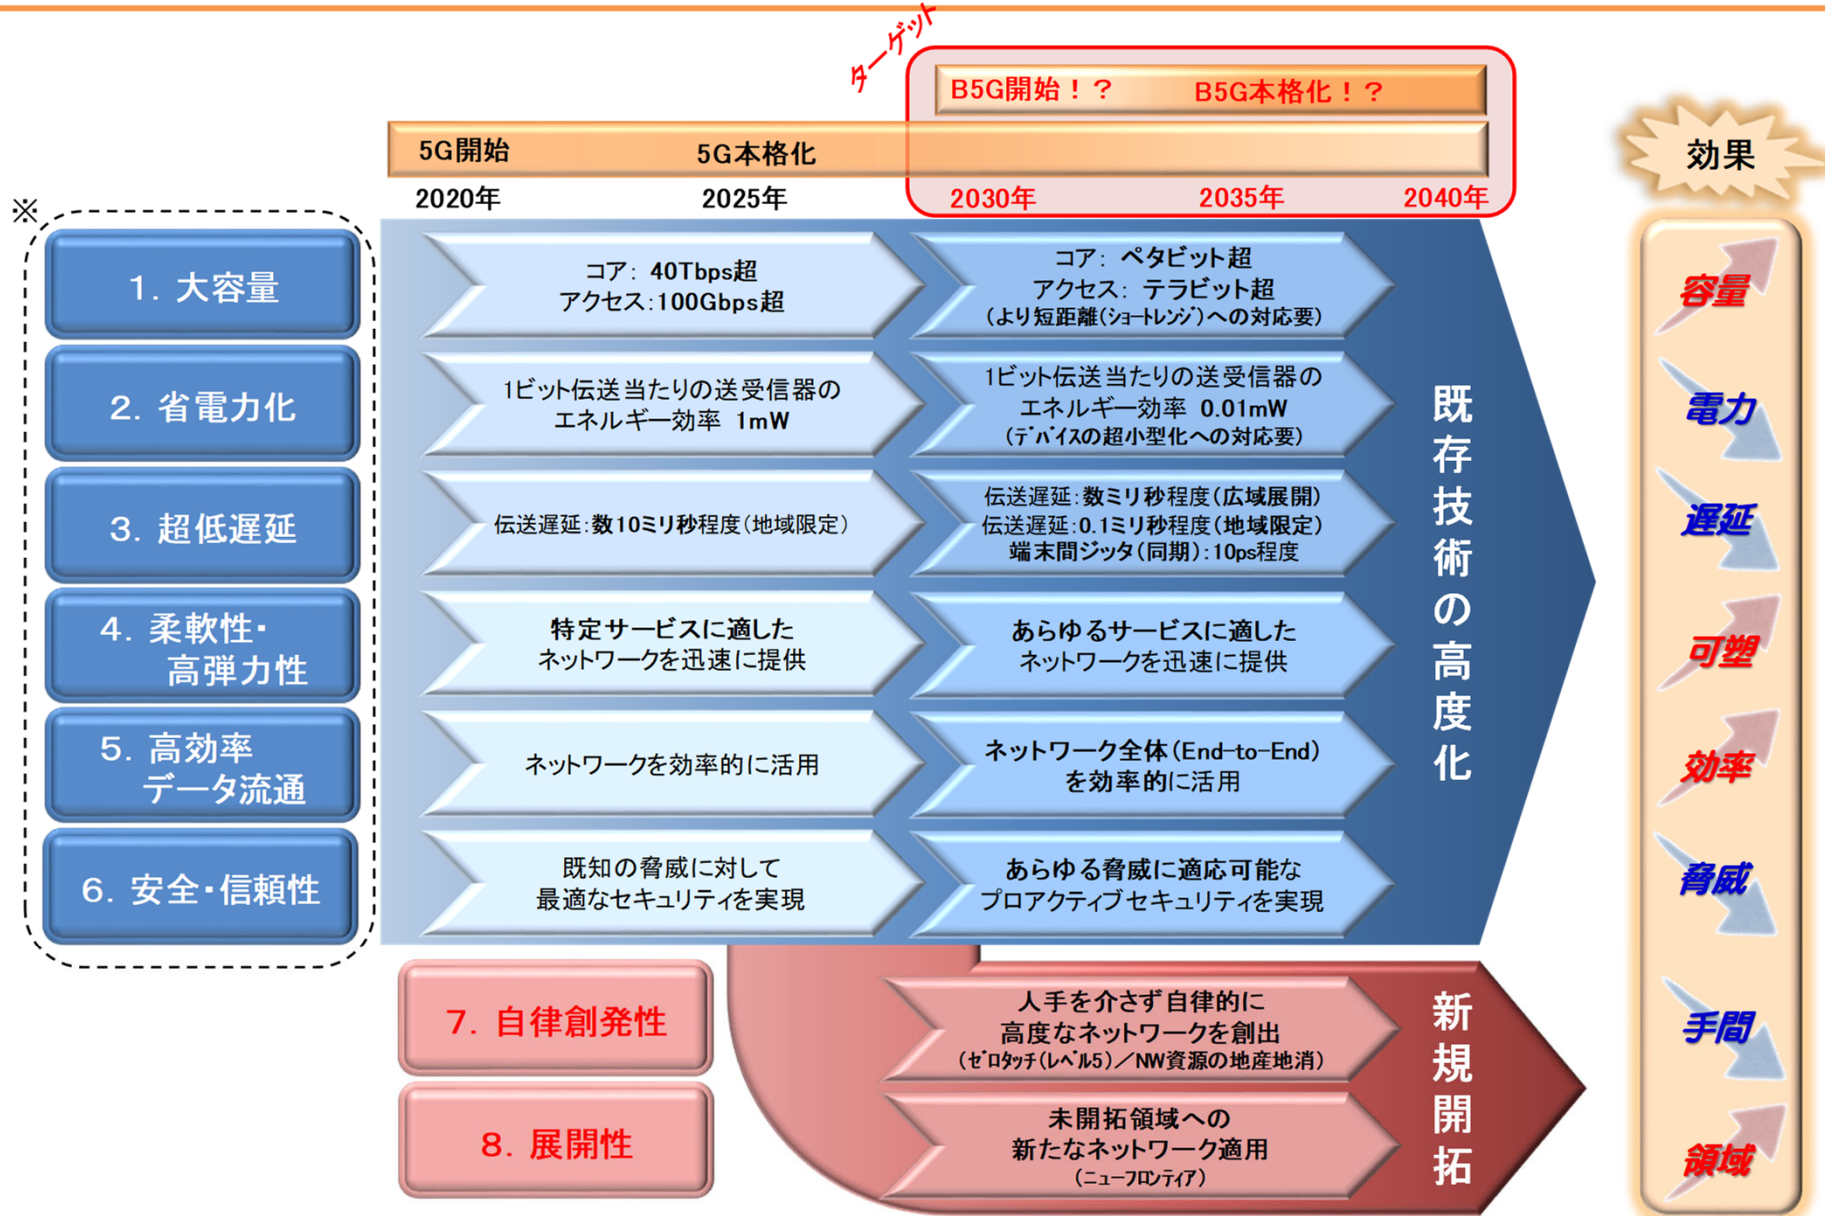 ターゲット
B5G開始！？ B5G本格化！？
5G開始 5G本格化
2020年 2025年 2030年 2035年 2040年
効果
※
1. 大容量
コア: 40Tbps超
アクセス:100Gbps超
コア: ペタビット超
アクセス: テラビット超
(より短距離(ショートレンジ)への対応要)
容量
2. 省電力化
1ビット伝送当たりの送受信器の
エネルギー効率 1mW
1ビット伝送当たりの送受信器の
エネルギー効率 0.01mW
(デバイスの超小型化への対応要)
電力
3. 超低遅延
伝送遅延:数10ミリ秒程度(地域限定)
伝送遅延:数ミリ秒程度(広域展開)
伝送遅延:0.1ミリ秒程度(地域限定)
端末間ジッタ(同期):10ps程度
遅延
4. 柔軟性・
高弾力性
特定サービスに適した
ネットワークを迅速に提供
あらゆるサービスに適した
ネットワークを迅速に提供
可塑
5. 高効率
データ流通
ネットワークを効率的に活用
ネットワーク全体(End-to-End)
を効率的に活用
効率
6. 安全・信頼性
既知の脅威に対して
最適なセキュリティを実現
あらゆる脅威に適応可能な
プロアクティブセキュリティを実現
脅威
既存技術の高度化
7. 自律創発性
人手を介さず自律的に
高度なネットワークを創出
(ゼロタッチ(レベル5)／NW資源の地産地消)
手間
8. 展開性
未開拓領域への
新たなネットワーク適用
(ニューフロンティア)
領域
新規開拓